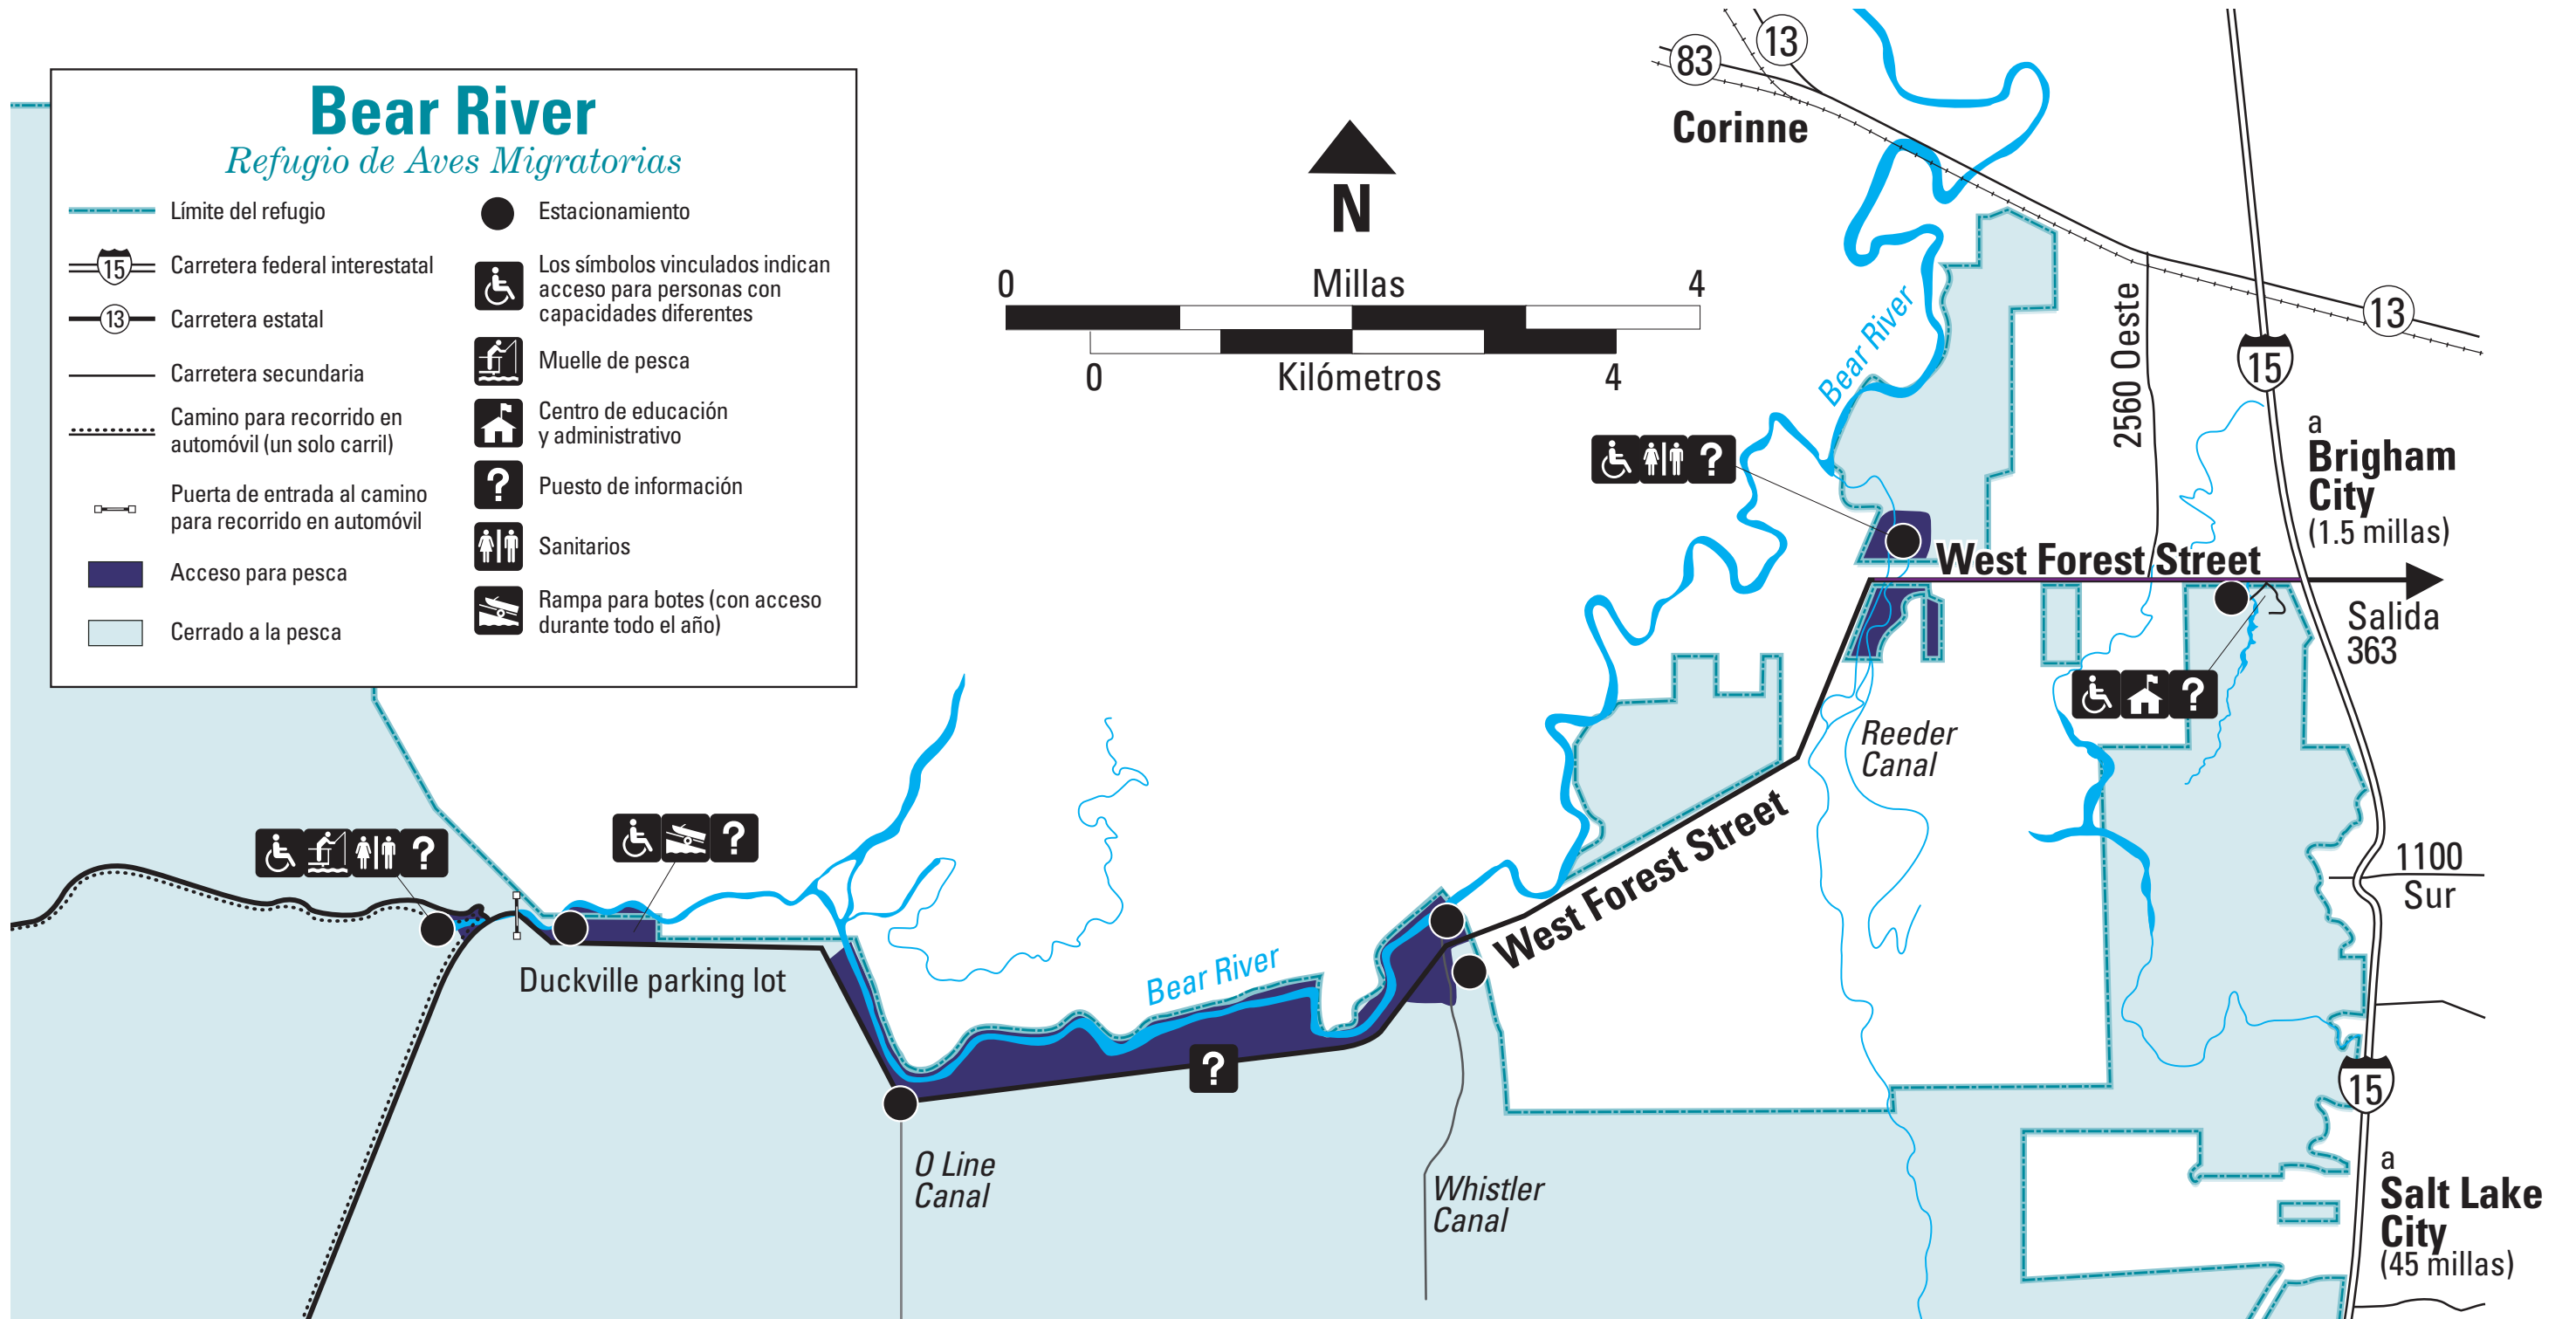 Bear River
Refugio de Aves Migratorias
Límite del refugio
15
Carretera federal interestatal
13
Carretera estatal
Carretera secundaria
Camino para recorrido en
automóvil (un solo carril)
Puerta de entrada al camino
para recorrido en automóvil
Acceso para pesca
Cerrado a la pesca
Estacionamiento
Los símbolos vinculados indican
acceso para personas con
capacidades diferentes
Muelle de pesca
Centro de educación
y administrativo
?
Puesto de información
Sanitarios
Rampa para botes (con acceso
durante todo el año)
N
0
Millas
4
0
Kilómetros
4
83
13
Corinne
13
15
2560 Oeste
Bear River
?
a
Brigham
City
(1.5 millas)
West Forest Street
Salida
363
?
Reeder
Canal
West Forest Street
1100
Sur
?
?
Duckville parking lot
Bear River
?
O Line
Canal
Whistler
Canal
15
a
Salt Lake
City
(45 millas)